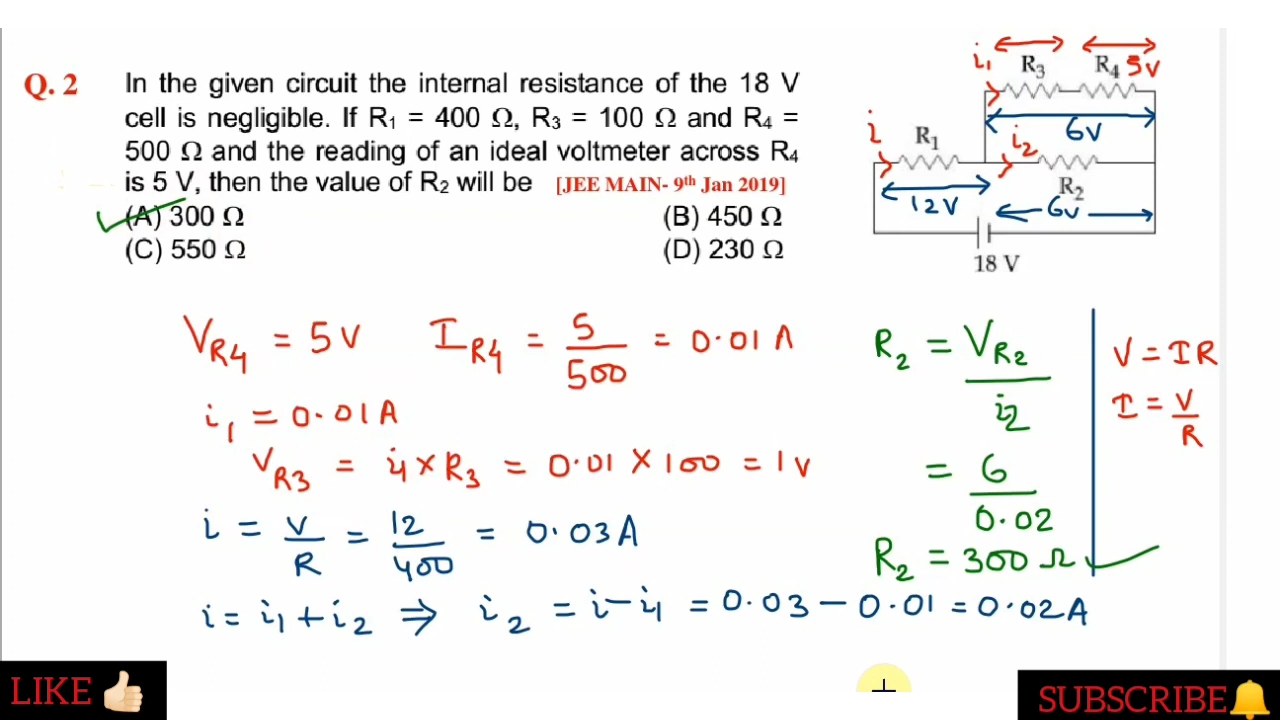 Q. 2 In the given circuit the internal resistance of the 18 V
cell is negligible. If R₁ = 400 Ω, R₃ = 100 Ω and R₄ =
500 Ω and the reading of an ideal voltmeter across R₄
is 5 V, then the value of R₂ will be [JEE MAIN- 9th Jan 2019]
(A) 300 Ω (B) 450 Ω
(C) 550 Ω (D) 230 Ω
i₁ R₃ R₄ 5V
6V
i R₁ i₂
R₂
12V 6V
18 V
V_R4 = 5V I_R4 = 5/500 = 0.01 A
i₁ = 0.01A
V_R3 = i₁ × R₃ = 0.01 × 100 = 1 V
i = V/R = 12/400 = 0.03A
i = i₁ + i₂ ⇒ i₂ = i - i₁ = 0.03 - 0.01 = 0.02A
R₂ = V_R2/i₂
= 6/0.02
R₂ = 300 Ω
V = IR
I = V/R
LIKE
SUBSCRIBE